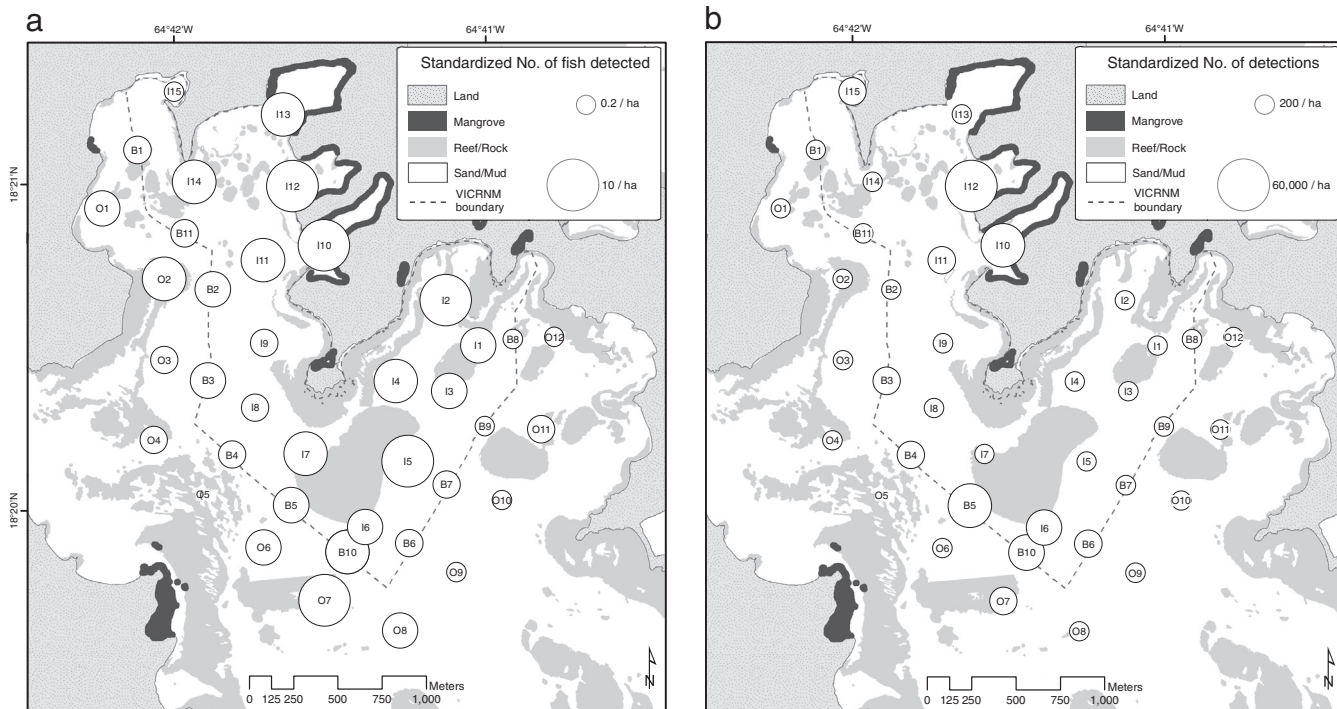 a
64°42'W
64°41'W
18°21'N
18°20'N
Standardized No. of fish detected
Land
Mangrove
Reef/Rock
Sand/Mud
VICRNM
boundary
0.2 / ha
10 / ha
I15
I13
B1
I14
I12
O1
B11
I10
I11
O2
B2
I2
B8
O12
I1
I9
O3
B3
I4
I3
I8
B9
O11
O4
B4
I7
I5
B7
O5
O10
B5
I6
B6
O6
B10
O9
O7
O8
Meters
0 125 250 500 750 1,000
N
b
64°42'W
64°41'W
Standardized No. of detections
Land
Mangrove
Reef/Rock
Sand/Mud
VICRNM
boundary
200 / ha
60,000 / ha
I15
I13
B1
I14
I12
O1
B11
I10
I11
O2
B2
I2
B8
O12
I1
I9
O3
B3
I4
I3
I8
B9
O11
O4
B4
I7
I5
B7
O5
O10
B5
I6
B6
O6
B10
O9
O7
O8
Meters
0 125 250 500 750 1,000
N
18°21'N
18°20'N